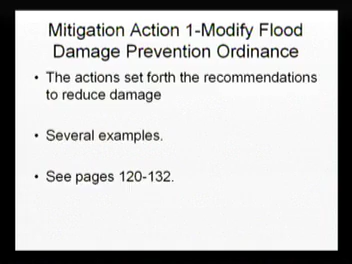 Mitigation Action 1-Modify Flood
Damage Prevention Ordinance
• The actions set forth the recommendations
to reduce damage
• Several examples.
• See pages 120-132.